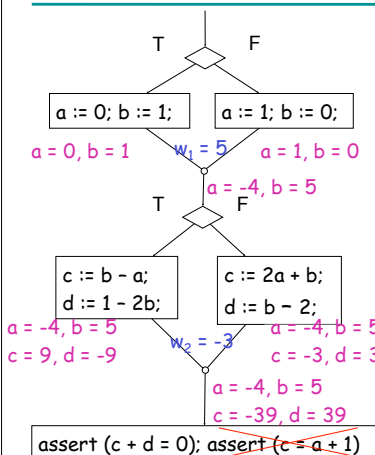 T F
a := 0; b := 1; a := 1; b := 0;
a = 0, b = 1 w₁ = 5 a = 1, b = 0
a = -4, b = 5
T F
c := b – a; c := 2a + b;
d := 1 – 2b; d := b – 2;
a = -4, b = 5 a = -4, b = 5
c = 9, d = -9 w₂ = -3 c = -3, d = 3
a = -4, b = 5
c = -39, d = 39
assert (c + d = 0); assert (c = a + 1)